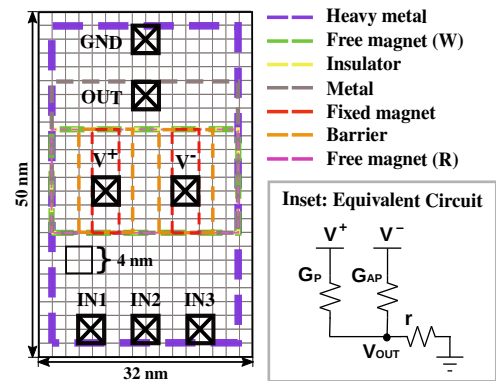 GND
OUT
V+
V-
4 nm
IN1 IN2 IN3
50 nm
32 nm
Heavy metal
Free magnet (W)
Insulator
Metal
Fixed magnet
Barrier
Free magnet (R)
Inset: Equivalent Circuit
V+ V-
GP GAP r
VOUT